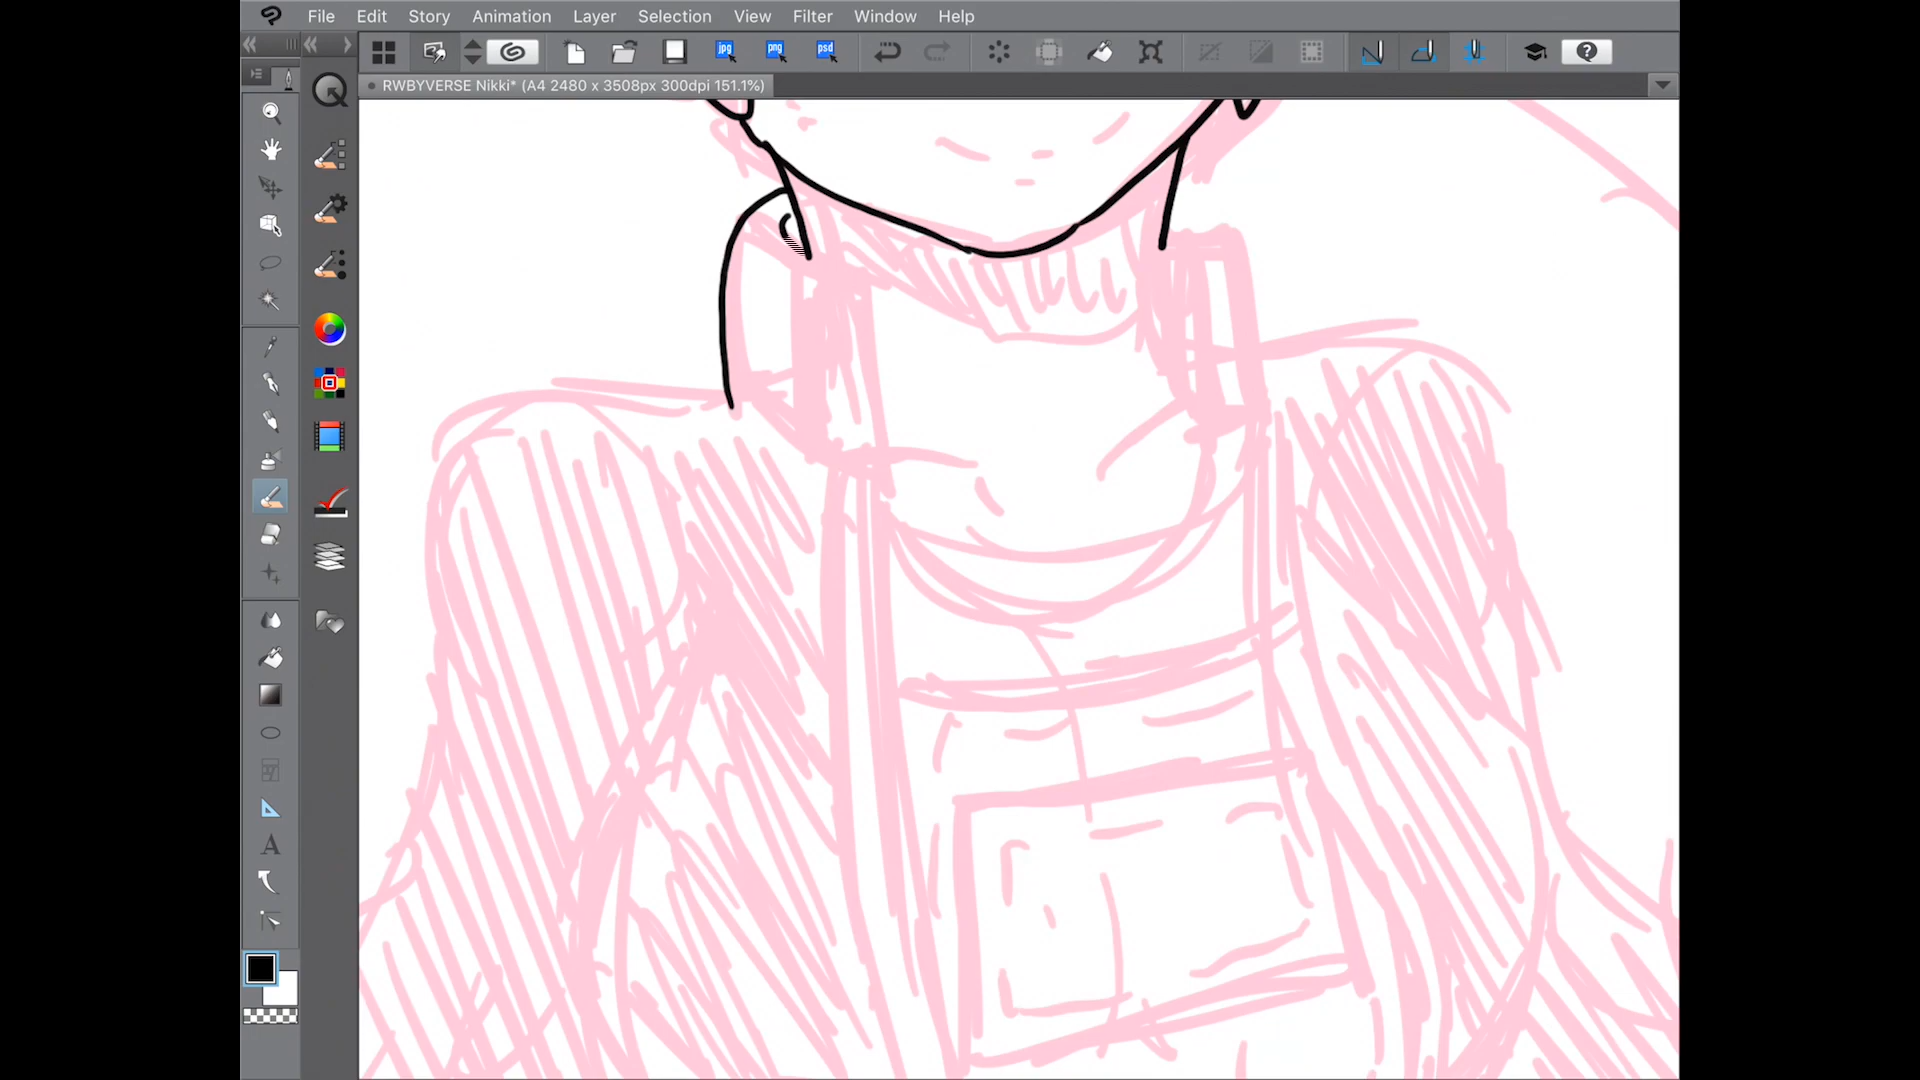 File Edit Story Animation Layer Selection View Filter Window Help
jpg png psd ?
RWBYVERSE Nikki* (A4 2480 x 3508px 300dpi 151.1%)
A